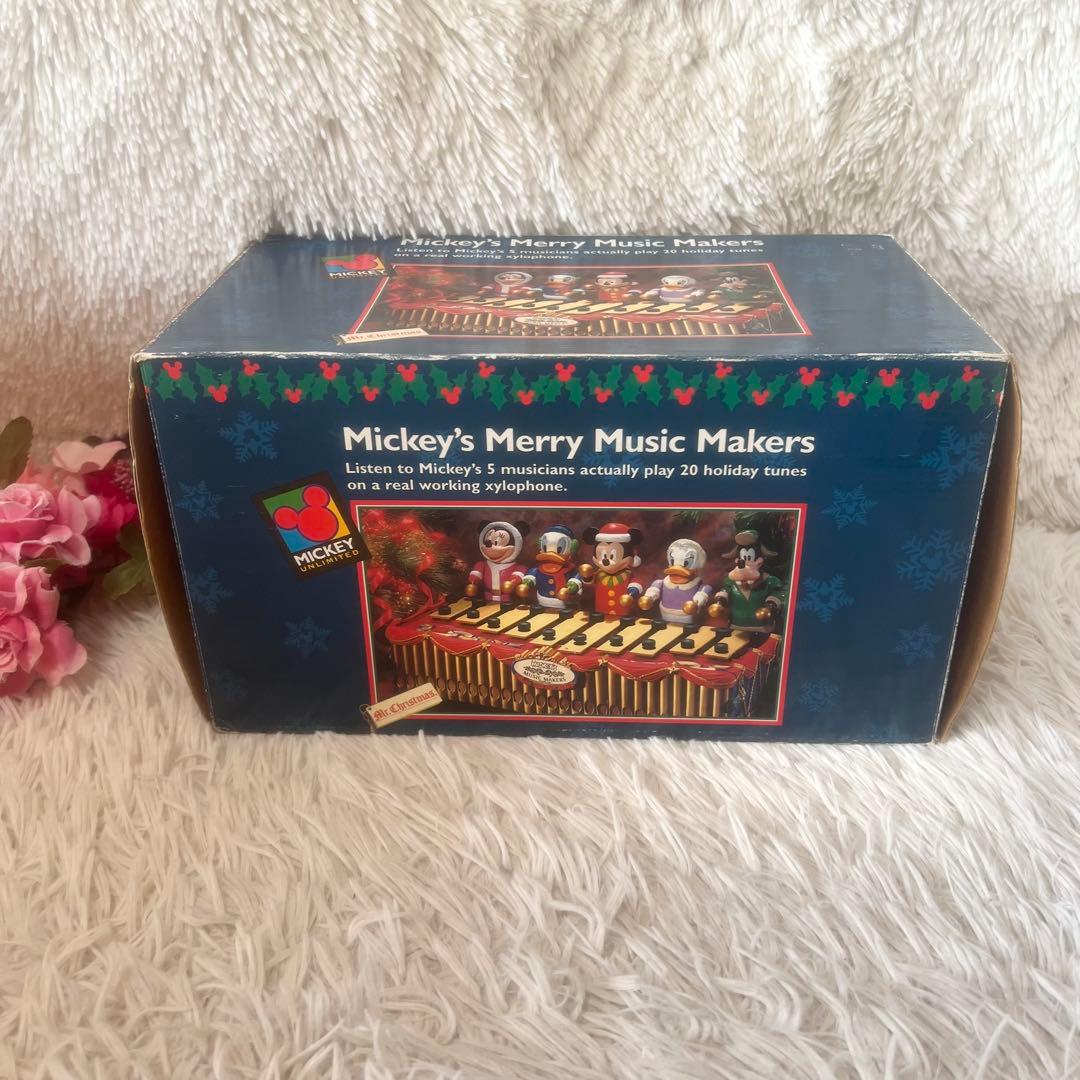 Mickey's Merry Music Makers
Listen to Mickey's 5 musicians actually play 20 holiday tunes
on a real working xylophone.
MICKEY
Mr. Christmas
Mickey's Merry Music Makers
Listen to Mickey's 5 musicians actually play 20 holiday tunes
on a real working xylophone.
MICKEY
UNLIMITED
MUSIC MAKERS
Mr. Christmas